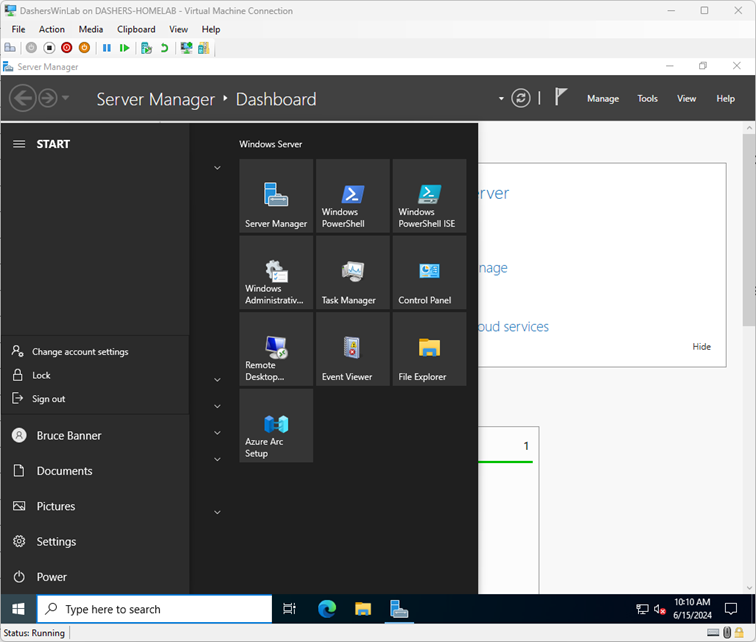 DashersWinLab on DASHERS-HOMELAB - Virtual Machine Connection
File Action Media Clipboard View Help
Server Manager
Server Manager Dashboard
Manage Tools View Help
START
Windows Server
Server Manager
Windows
PowerShell
Windows
PowerShell ISE
Windows
Administrativ...
Task Manager
Control Panel
Remote
Desktop...
Event Viewer
File Explorer
Azure Arc
Setup
Change account settings
Lock
Sign out
Bruce Banner
Documents
Pictures
Settings
Power
erver
nage
oud services
Hide
1
Type here to search
10:10 AM
6/15/2024
Status: Running